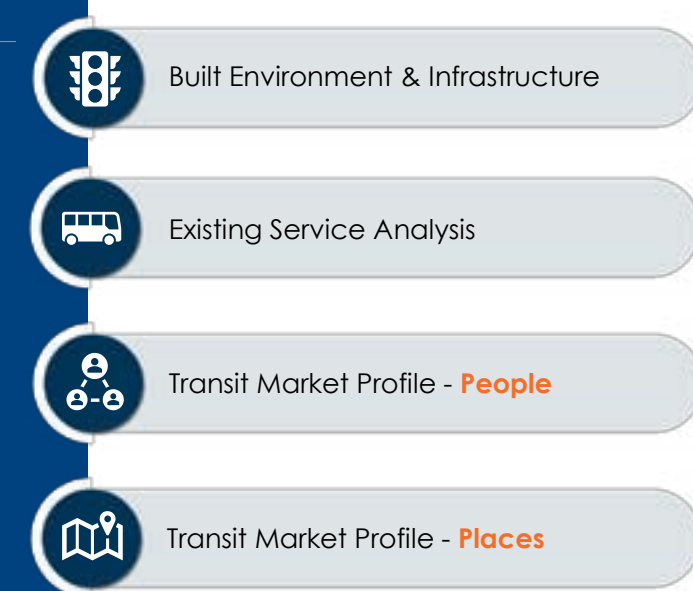 Built Environment & Infrastructure
Existing Service Analysis
Transit Market Profile - People
Transit Market Profile - Places